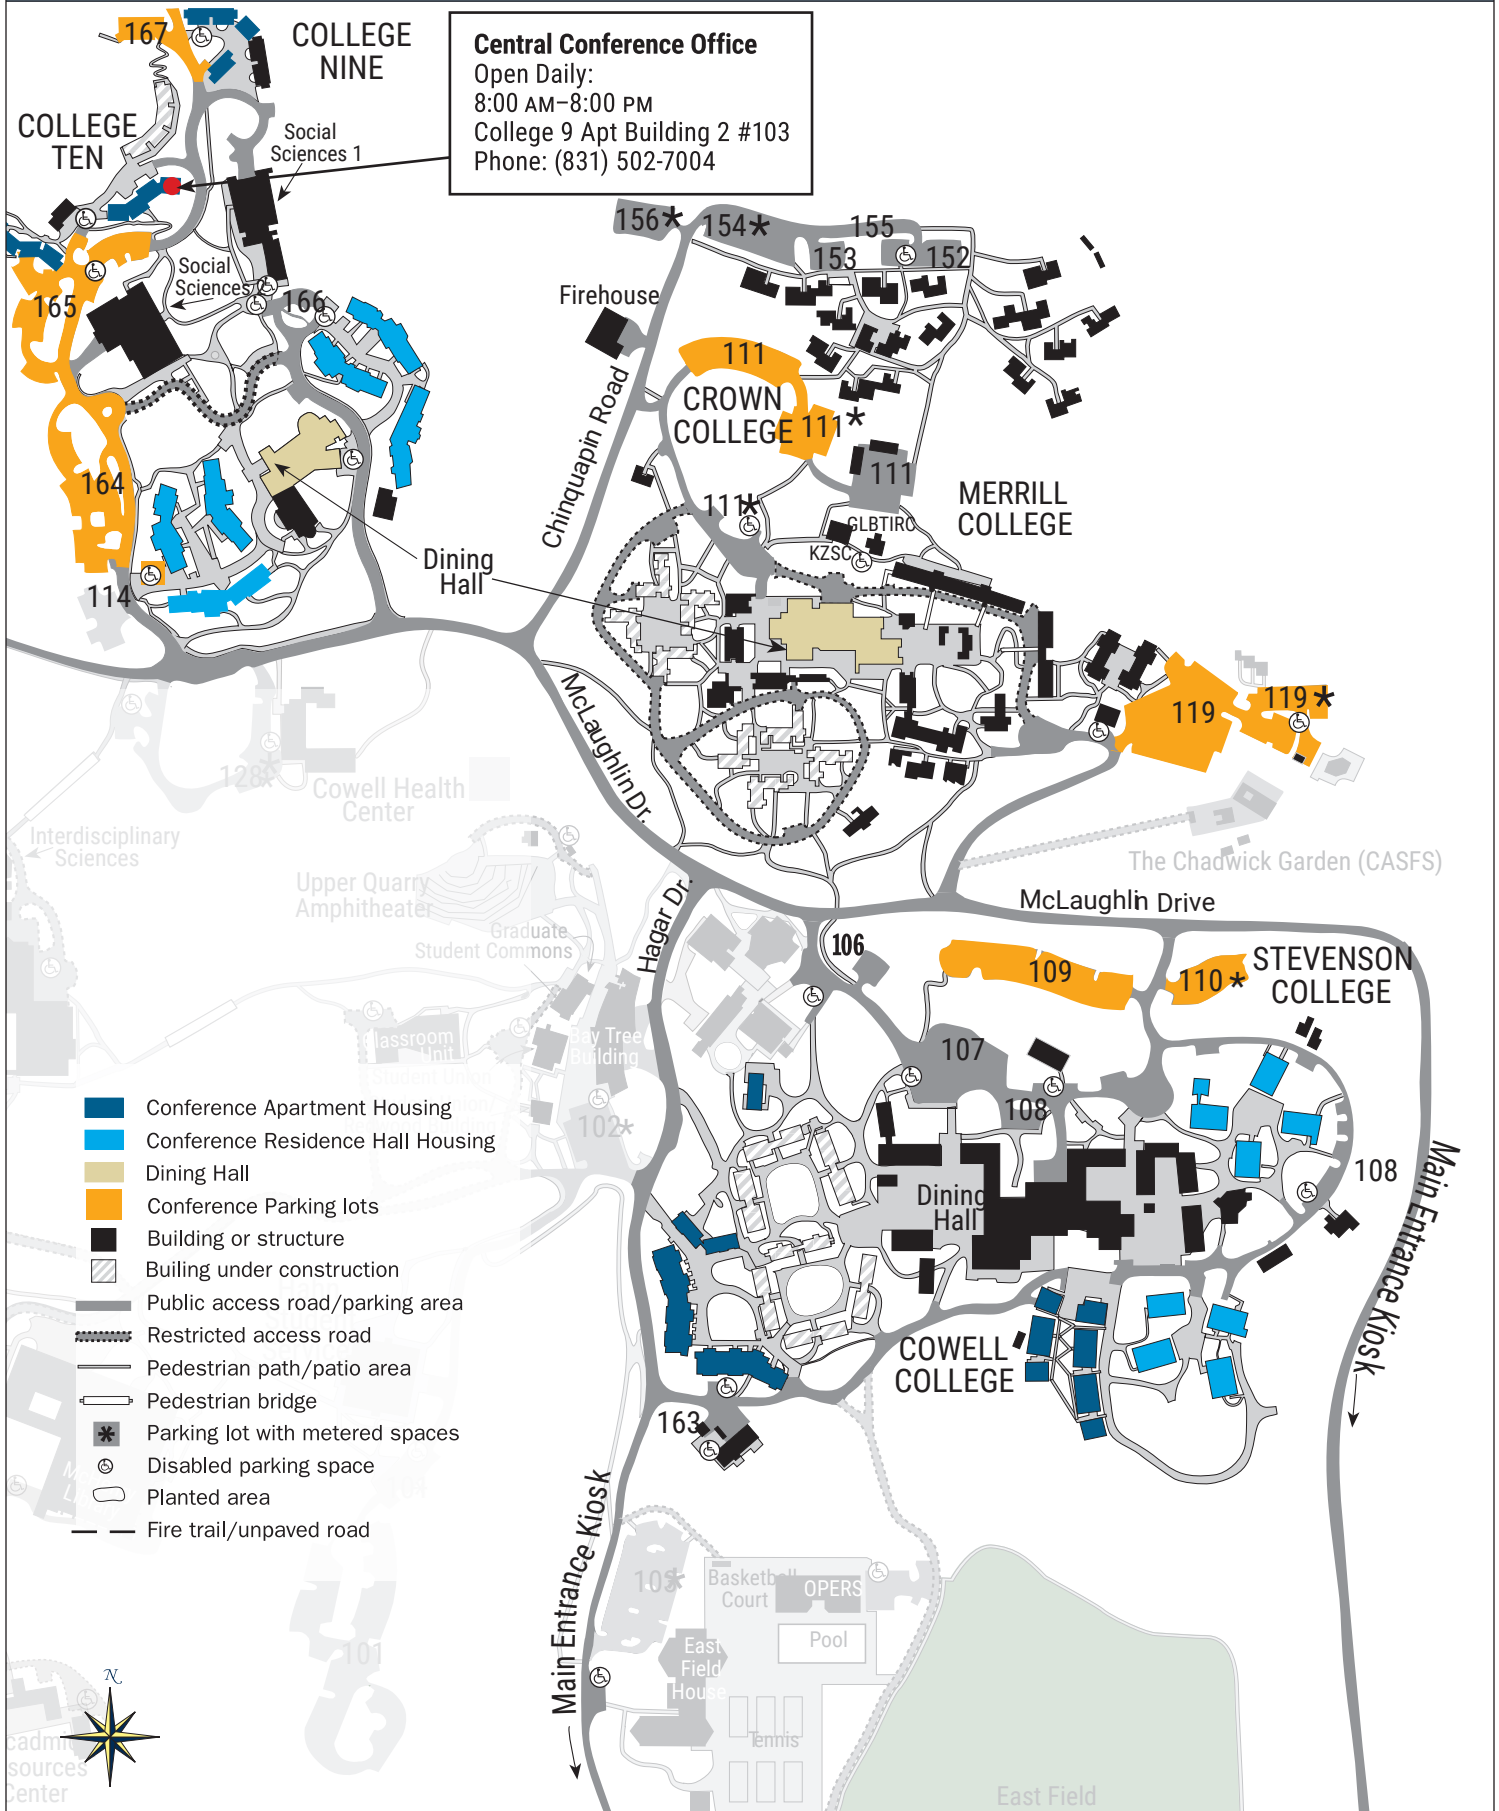 167
COLLEGE
NINE
Central Conference Office
Open Daily:
8:00 AM–8:00 PM
College 9 Apt Building 2 #103
Phone: (831) 502-7004
COLLEGE
TEN
Social
Sciences 1
156*
154*
155
153
152
Social
Sciences
165
166
Firehouse
111
CROWN
COLLEGE
111*
111
Chinquapin Road
164
111*
MERRILL
COLLEGE
GLBTIRC
KZSC
Dining
Hall
114
119
119*
McLaughlin Dr.
128*
Cowell Health
Center
Interdisciplinary
Sciences
The Chadwick Garden (CASFS)
Upper Quarry
Amphitheater
Graduate
Student Commons
Hagar Dr.
McLaughlin Drive
106
109
110*
STEVENSON
COLLEGE
Classroom
Unit
Bay Tree
Building
Student Union
107
108
102*
108
Dining
Hall
Main Entrance Kiosk
Conference Apartment Housing
Conference Residence Hall Housing
Dining Hall
Conference Parking lots
Building or structure
Builing under construction
Public access road/parking area
Restricted access road
Pedestrian path/patio area
Pedestrian bridge
Parking lot with metered spaces
Disabled parking space
Planted area
Fire trail/unpaved road
COWELL
COLLEGE
163
Main Entrance Kiosk
105*
Basketball
Court
OPERS
Pool
East
Field
House
101
Tennis
East Field
N
Center